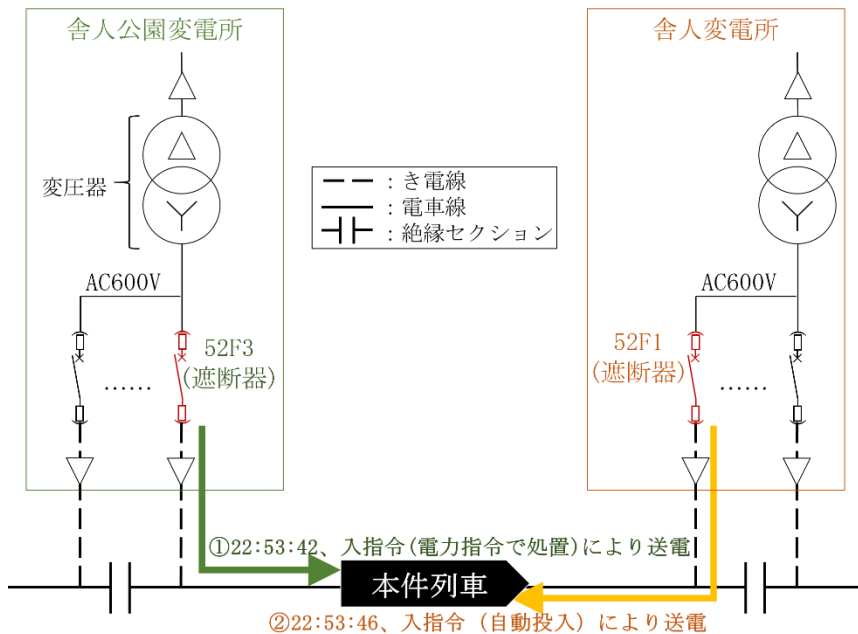 舎人公園変電所
舎人変電所
変圧器
: き電線
: 電車線
: 絶縁セクション
AC600V
AC600V
52F3
(遮断器)
52F1
(遮断器)
……
……
①22:53:42、入指令(電力指令で処置)により送電
本件列車
②22:53:46、入指令（自動投入）により送電